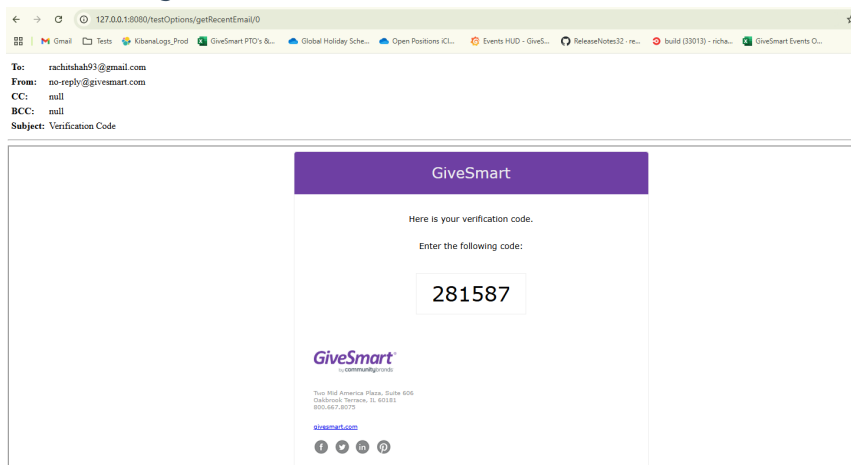 127.0.0.1:8080/testOptions/getRecentEmail/0
Gmail Tests KibanaLogs_Prod GiveSmart PTO's &... Global Holiday Sche... Open Positions iCI... Events HUD - GiveS... ReleaseNotes32 · re... build (33013) – richa... GiveSmart Events O...
To: rachitshah93@gmail.com
From: no-reply@givesmart.com
CC: null
BCC: null
Subject: Verification Code
GiveSmart
Here is your verification code.
Enter the following code:
281587
GiveSmart
by communitybrands
Two Mid America Plaza, Suite 606
Oakbrook Terrace, IL 60181
800.667.8075
givesmart.com